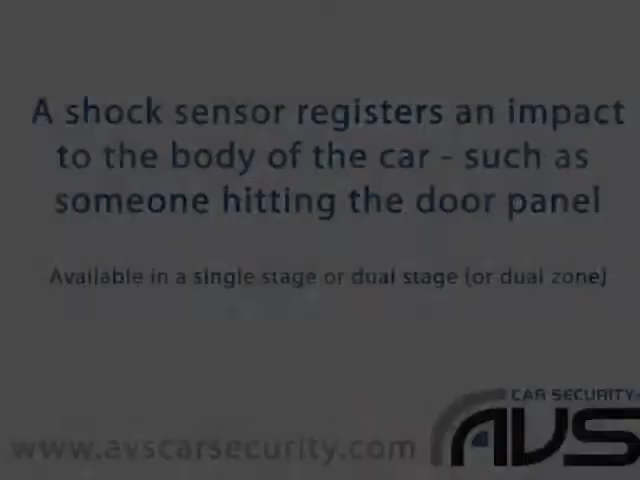 A shock sensor registers an impact
to the body of the car - such as
someone hitting the door panel
Available in a single stage or dual stage (or dual zone)
CAR SECURITY
AVS
www.avscarsecurity.com